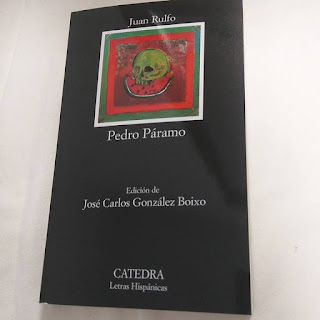 Juan Rulfo
Pedro Páramo
Edición de
José Carlos González Boixo
CATEDRA
Letras Hispánicas